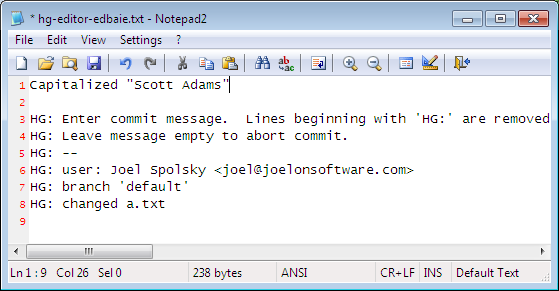 * hg-editor-edbaie.txt - Notepad2
File Edit View Settings ?
1 Capitalized "Scott Adams"
2
3 HG: Enter commit message.  Lines beginning with 'HG:' are removed
4 HG: Leave message empty to abort commit.
5 HG: --
6 HG: user: Joel Spolsky <joel@joelonsoftware.com>
7 HG: branch 'default'
8 HG: changed a.txt
9
Ln 1 : 9 Col 26 Sel 0 238 bytes ANSI CR+LF INS Default Text